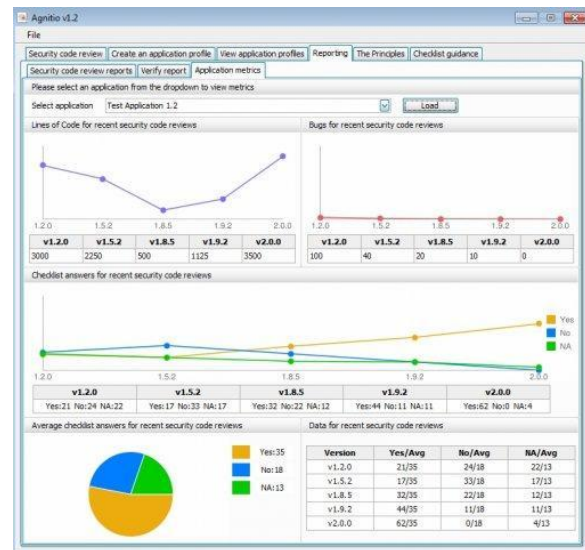 Agnitio v1.2
File
Security code review Create an application profile View application profiles Reporting The Principles Checklist guidance
Security code review reports Verify report Application metrics
Please select an application from the dropdown to view metrics
Select application Test Application 1.2 Load
Lines of Code for recent security code reviews
1.2.0 1.5.2 1.8.5 1.9.2 2.0.0
v1.2.0 v1.5.2 v1.8.5 v1.9.2 v2.0.0
3000 2250 500 1125 3500
Bugs for recent security code reviews
1.2.0 1.5.2 1.8.5 1.9.2 2.0.0
v1.2.0 v1.5.2 v1.8.5 v1.9.2 v2.0.0
100 40 20 10 0
Checklist answers for recent security code reviews
Yes
No
NA
1.2.0 1.5.2 1.8.5 1.9.2 2.0.0
v1.2.0 v1.5.2 v1.8.5 v1.9.2 v2.0.0
Yes:21 No:24 NA:22 Yes:17 No:33 NA:17 Yes:32 No:22 NA:12 Yes:44 No:11 NA:11 Yes:62 No:0 NA:4
Average checklist answers for recent security code reviews
Yes:35
No:18
NA:13
Data for recent security code reviews
Version Yes/Avg No/Avg NA/Avg
v1.2.0 21/35 24/18 22/13
v1.5.2 17/35 33/18 17/13
v1.8.5 32/35 22/18 12/13
v1.9.2 44/35 11/18 11/13
v2.0.0 62/35 0/18 4/13